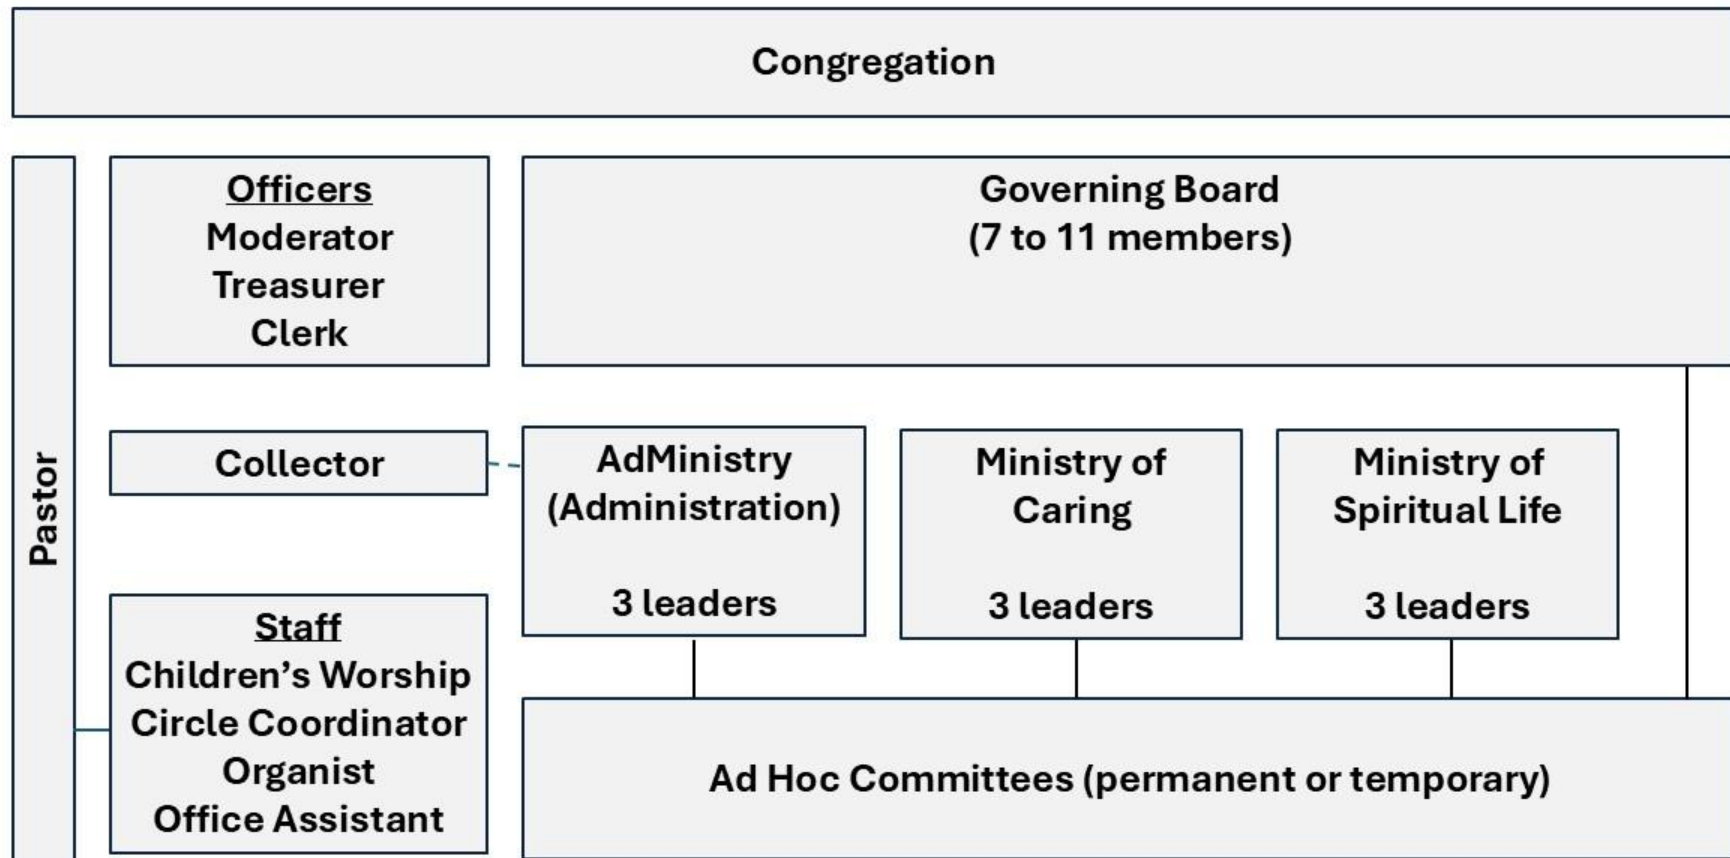 Congregation
Pastor
Officers
Moderator
Treasurer
Clerk
Governing Board
(7 to 11 members)
Collector
AdMinistry
(Administration)
3 leaders
Ministry of
Caring
3 leaders
Ministry of
Spiritual Life
3 leaders
Staff
Children’s Worship
Circle Coordinator
Organist
Office Assistant
Ad Hoc Committees (permanent or temporary)